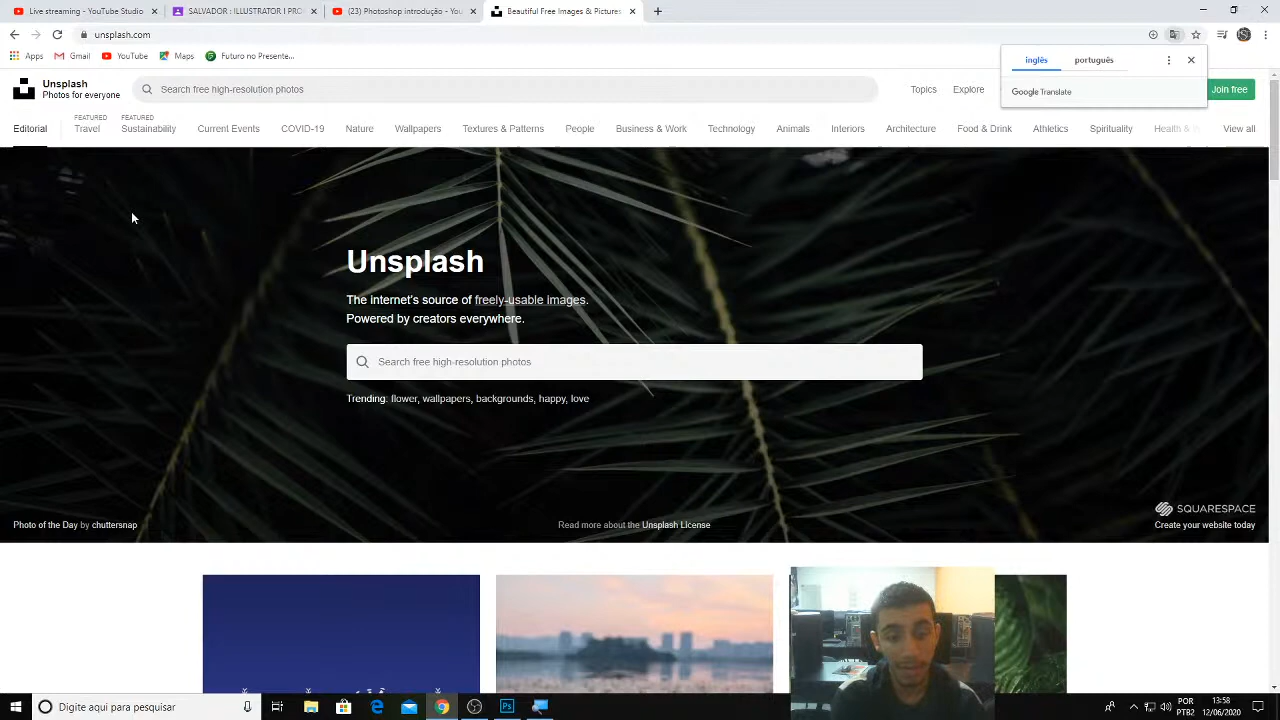 Live streaming - YouTube Studio
SALVADOR : ILLUSTRATOR I PRO
(23) Photoshop introdução - You
Beautiful Free Images & Pictures
unsplash.com
Apps
Gmail
YouTube
Maps
Futuro no Presente...
inglês
português
Google Translate
Unsplash
Photos for everyone
Search free high-resolution photos
Topics
Explore
Join free
Editorial
FEATURED
Travel
FEATURED
Sustainability
Current Events
COVID-19
Nature
Wallpapers
Textures & Patterns
People
Business & Work
Technology
Animals
Interiors
Architecture
Food & Drink
Athletics
Spirituality
Health &
View all
Unsplash
The internet's source of freely-usable images.
Powered by creators everywhere.
Search free high-resolution photos
Trending: flower, wallpapers, backgrounds, happy, love
Photo of the Day by chuttersnap
Read more about the Unsplash License
SQUARESPACE
Create your website today
Digite aqui para pesquisar
Ps
POR
PTB2
13:58
12/06/2020